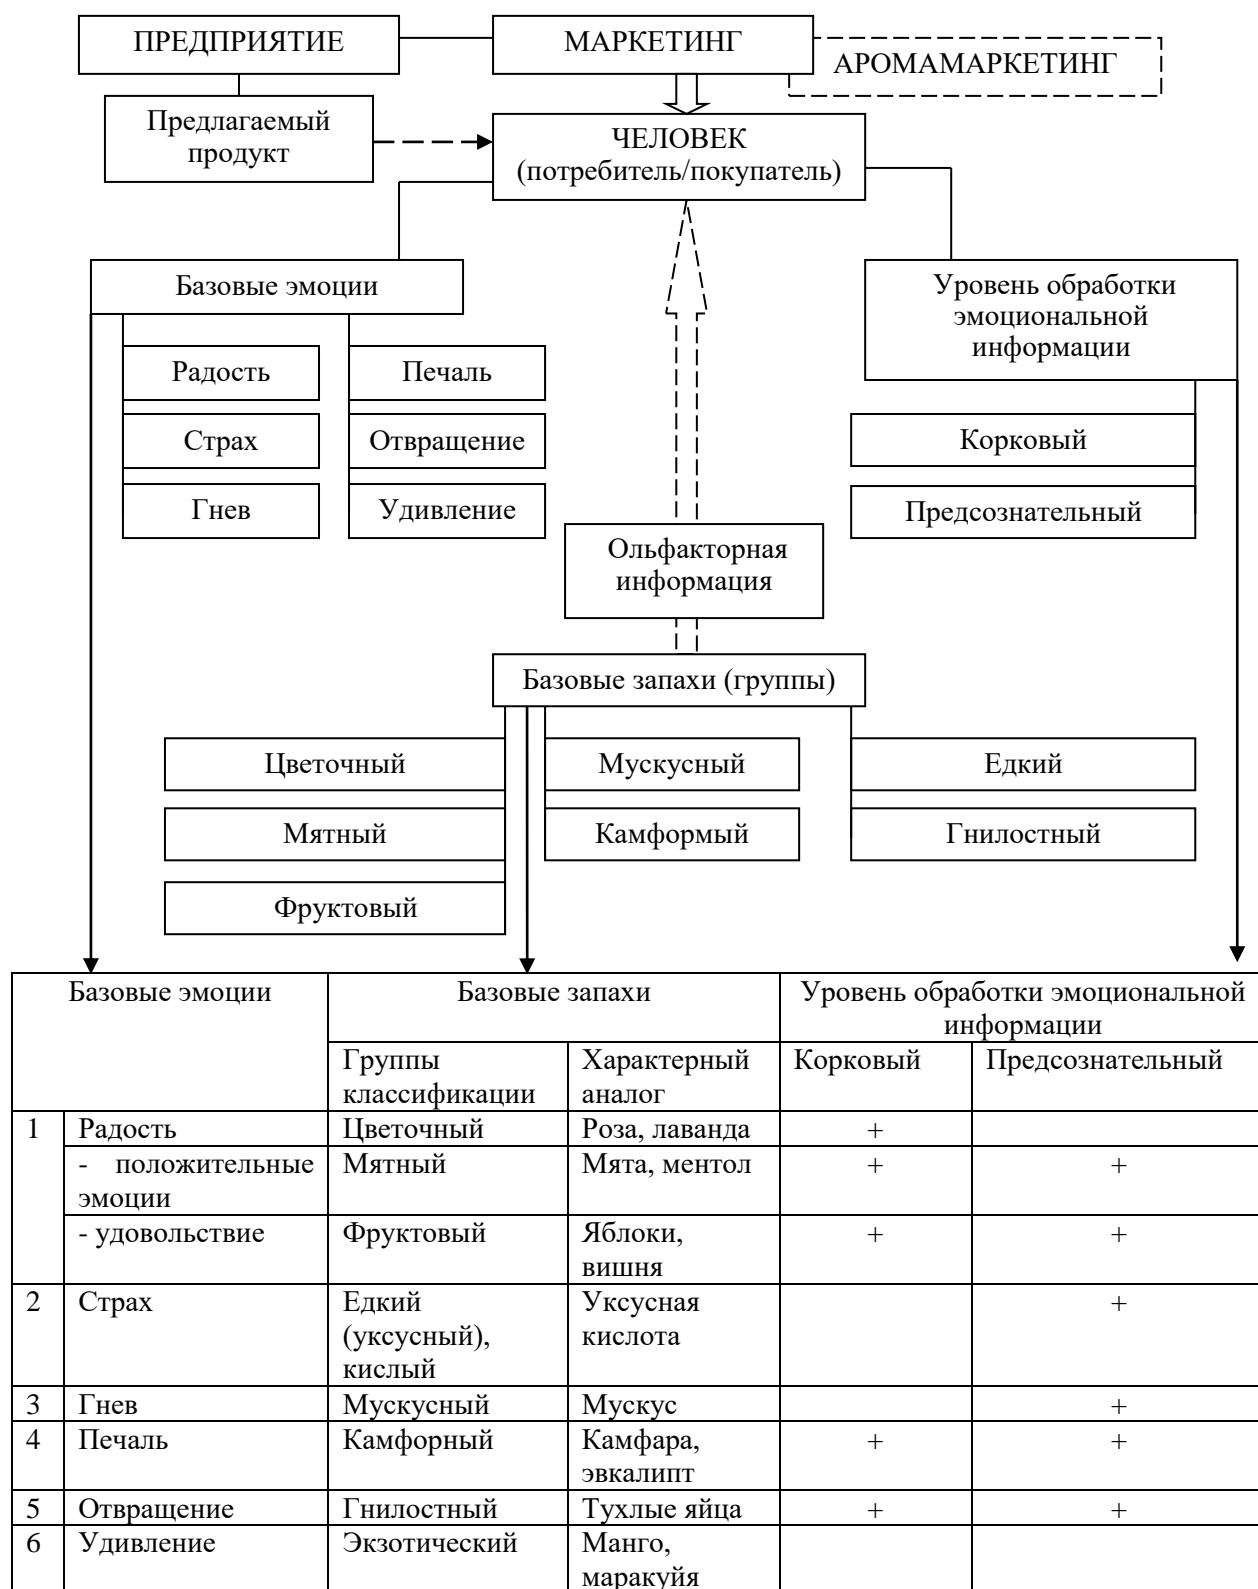 ПРЕДПРИЯТИЕ
МАРКЕТИНГ
АРОМАМАРКЕТИНГ
Предлагаемый
продукт
ЧЕЛОВЕК
(потребитель/покупатель)
Базовые эмоции
Уровень обработки
эмоциональной
информации
Радость
Печаль
Страх
Отвращение
Гнев
Удивление
Корковый
Предсознательный
Ольфакторная
информация
Базовые запахи (группы)
Цветочный
Мускусный
Едкий
Мятный
Камформый
Гнилостный
Фруктовый
Базовые эмоции
Базовые запахи
Уровень обработки эмоциональной
информации
Группы
классификации
Характерный
аналог
Корковый
Предсознательный
1
Радость
Цветочный
Роза, лаванда
+
- положительные
эмоции
Мятный
Мята, ментол
+
+
- удовольствие
Фруктовый
Яблоки,
вишня
+
+
2
Страх
Едкий
(уксусный),
кислый
Уксусная
кислота
+
3
Гнев
Мускусный
Мускус
+
4
Печаль
Камфорный
Камфара,
эвкалипт
+
+
5
Отвращение
Гнилостный
Тухлые яйца
+
+
6
Удивление
Экзотический
Манго,
маракуйя